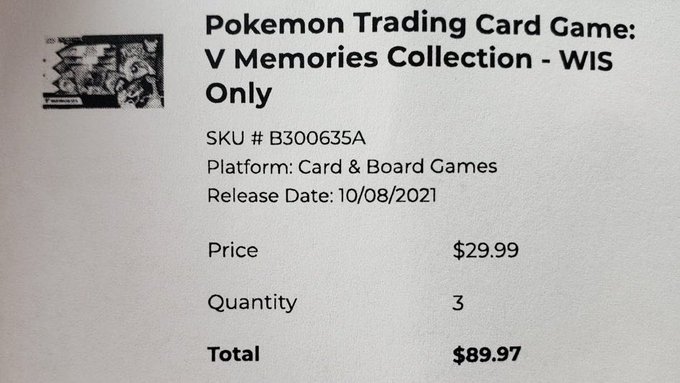 Pokemon Trading Card Game:
V Memories Collection - WIS
Only
SKU # B300635A
Platform: Card & Board Games
Release Date: 10/08/2021
Price $29.99
Quantity 3
Total $89.97